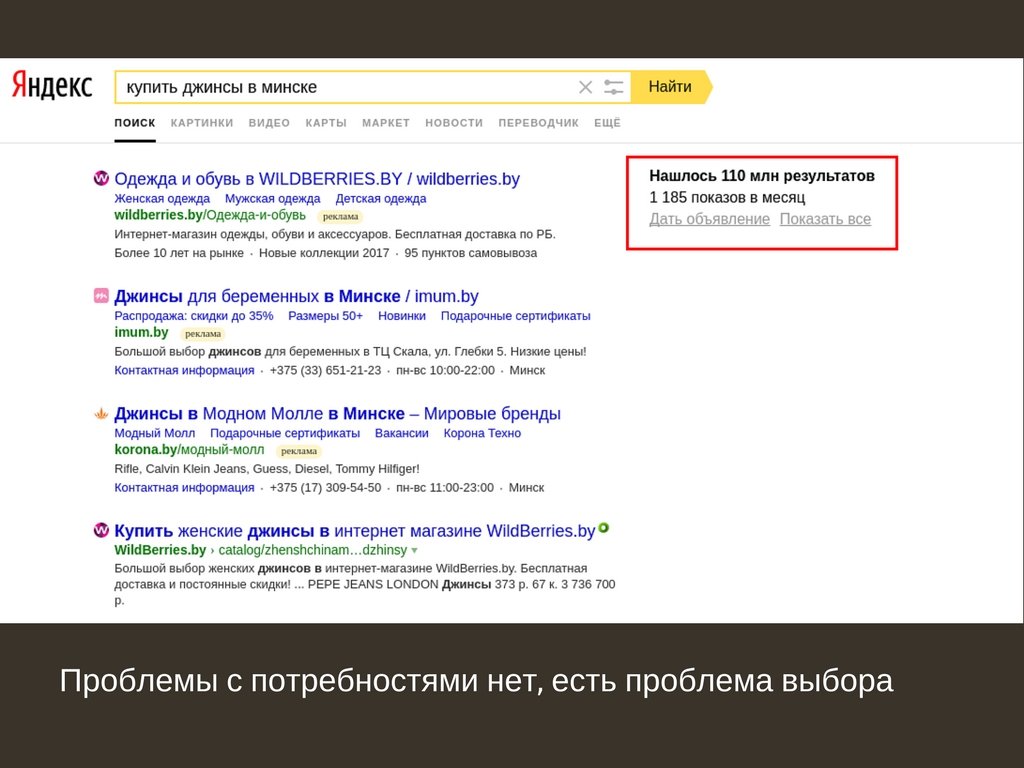 Яндекс
купить джинсы в минске
Найти
ПОИСК КАРТИНКИ ВИДЕО КАРТЫ МАРКЕТ НОВОСТИ ПЕРЕВОДЧИК ЕЩЁ
Одежда и обувь в WILDBERRIES.BY / wildberries.by
Женская одежда Мужская одежда Детская одежда
wildberries.by/Одежда-и-обувь реклама
Интернет-магазин одежды, обуви и аксессуаров. Бесплатная доставка по РБ.
Более 10 лет на рынке · Новые коллекции 2017 · 95 пунктов самовывоза
Джинсы для беременных в Минске / imum.by
Распродажа: скидки до 35% Размеры 50+ Новинки Подарочные сертификаты
imum.by реклама
Большой выбор джинсов для беременных в ТЦ Скала, ул. Глебки 5. Низкие цены!
Контактная информация · +375 (33) 651-21-23 · пн-вс 10:00-22:00 · Минск
Джинсы в Модном Молле в Минске – Мировые бренды
Модный Молл Подарочные сертификаты Вакансии Корона Техно
korona.by/модный-молл реклама
Rifle, Calvin Klein Jeans, Guess, Diesel, Tommy Hilfiger!
Контактная информация · +375 (17) 309-54-50 · пн-вс 11:00-23:00 · Минск
Купить женские джинсы в интернет магазине WildBerries.by
WildBerries.by › catalog/zhenshchinam…dzhinsy
Большой выбор женских джинсов в интернет-магазине WildBerries.by. Бесплатная
доставка и постоянные скидки! ... PEPE JEANS LONDON Джинсы 373 р. 67 к. 3 736 700
р.
Нашлось 110 млн результатов
1 185 показов в месяц
Дать объявление Показать все
Проблемы с потребностями нет, есть проблема выбора